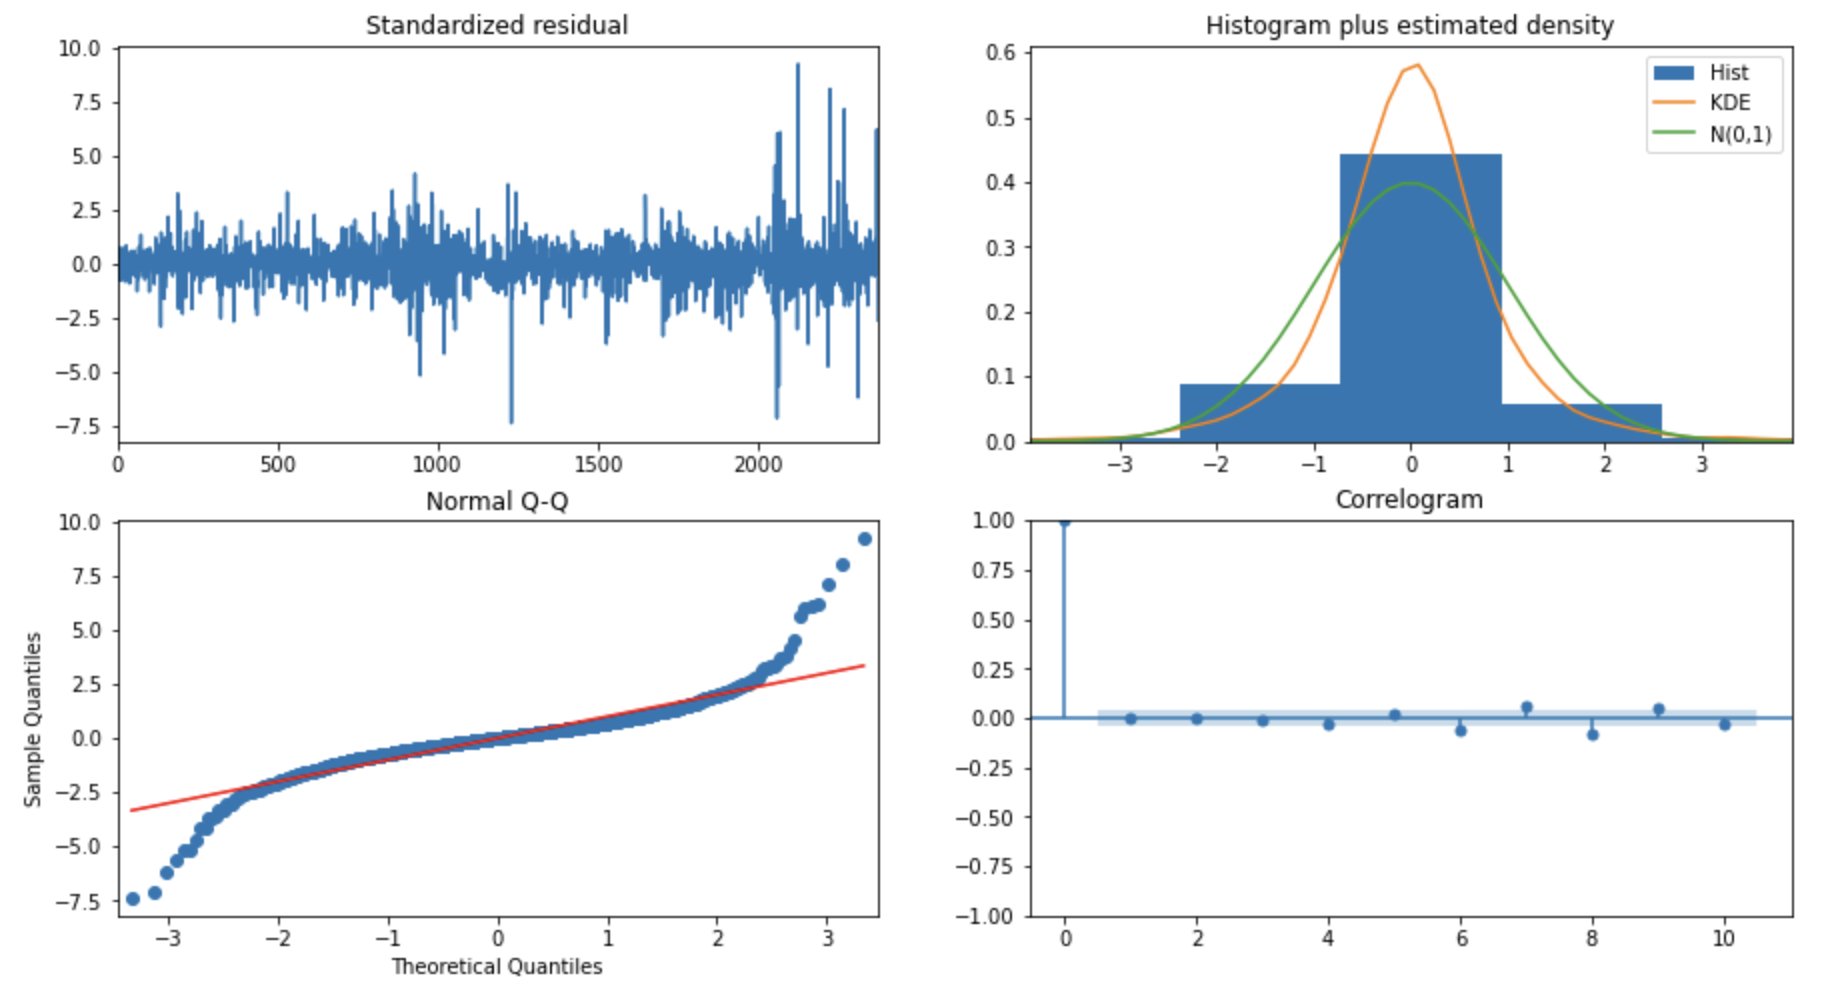 Standardized residual
10.0
7.5
5.0
2.5
0.0
−2.5
−5.0
−7.5
0 500 1000 1500 2000
Histogram plus estimated density
0.6
0.5
0.4
0.3
0.2
0.1
0.0
−3 −2 −1 0 1 2 3
Hist
KDE
N(0,1)
Normal Q-Q
Sample Quantiles
10.0
7.5
5.0
2.5
0.0
−2.5
−5.0
−7.5
−3 −2 −1 0 1 2 3
Theoretical Quantiles
Correlogram
1.00
0.75
0.50
0.25
0.00
−0.25
−0.50
−0.75
−1.00
0 2 4 6 8 10